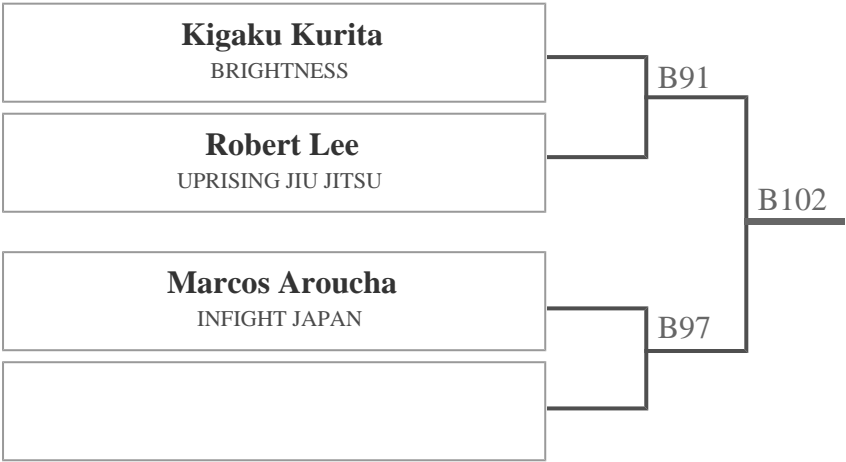 Kigaku Kurita
BRIGHTNESS
B91
Robert Lee
UPRISING JIU JITSU
B102
Marcos Aroucha
INFIGHT JAPAN
B97